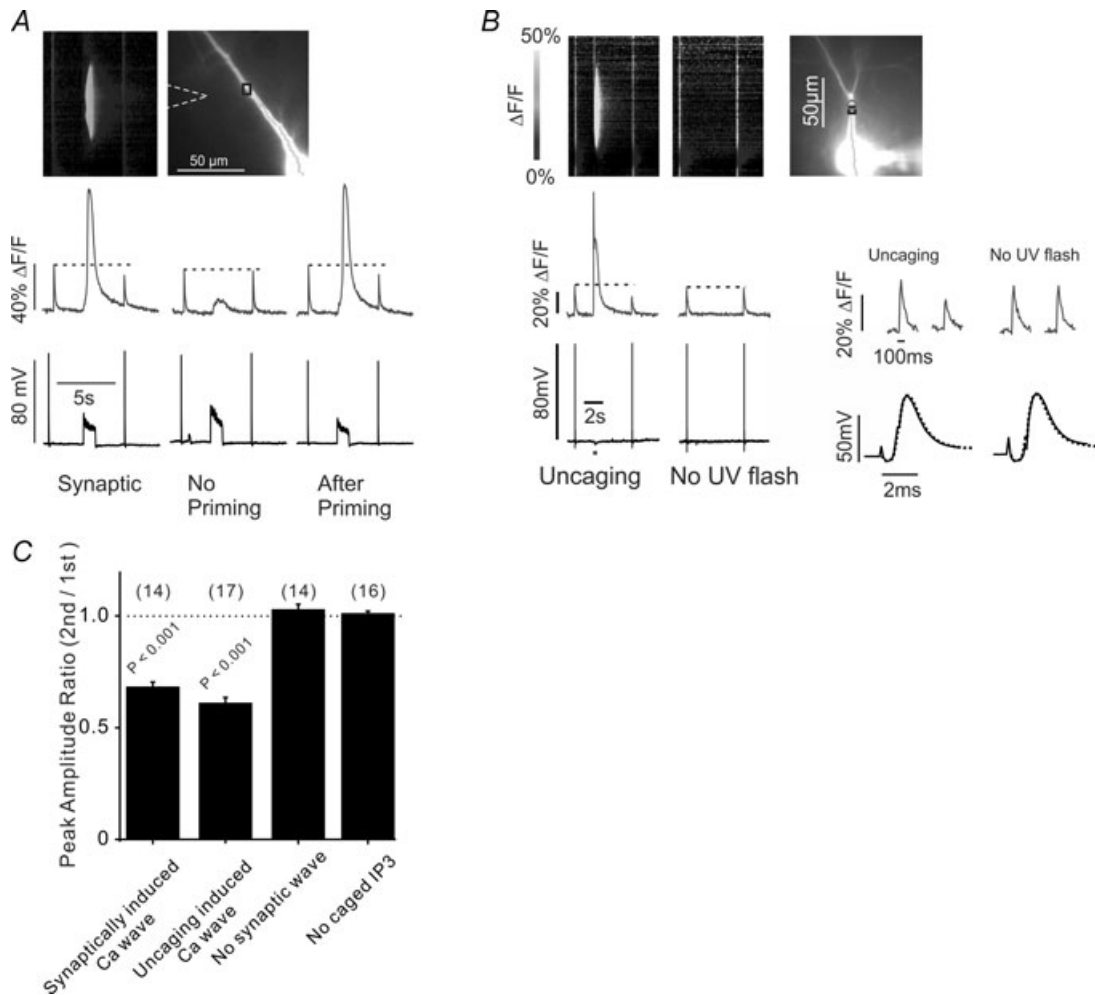 A
50 µm
40% ΔF/F
80 mV
5s
Synaptic
No
Priming
After
Priming
B
50%
ΔF/F
0%
50µm
20% ΔF/F
80mV
2s
*
Uncaging
No UV flash
Uncaging
No UV flash
20% ΔF/F
100ms
50mV
2ms
C
Peak Amplitude Ratio (2nd / 1st)
1.0
0.5
0
(14)
(17)
(14)
(16)
P < 0.001
P < 0.001
Synaptically induced
Ca wave
Uncaging induced
Ca wave
No synaptic wave
No caged IP3